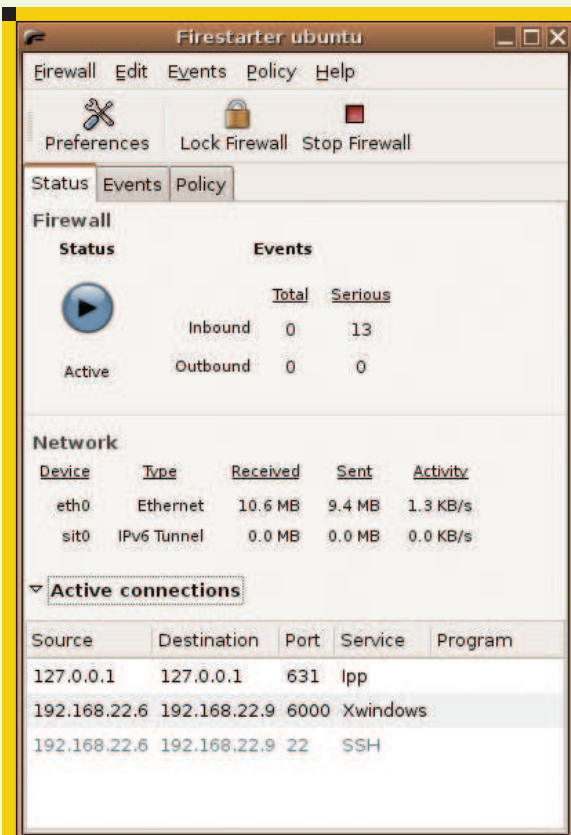 Firestarter ubuntu
Firewall Edit Events Policy Help
Preferences Lock Firewall Stop Firewall
Status Events Policy
Firewall
Status Events
Total Serious
Inbound 0 13
Active Outbound 0 0
Network
Device Type Received Sent Activity
eth0 Ethernet 10.6 MB 9.4 MB 1.3 KB/s
sit0 IPv6 Tunnel 0.0 MB 0.0 MB 0.0 KB/s
Active connections
Source Destination Port Service Program
127.0.0.1 127.0.0.1 631 Ipp
192.168.22.6 192.168.22.9 6000 Xwindows
192.168.22.6 192.168.22.9 22 SSH